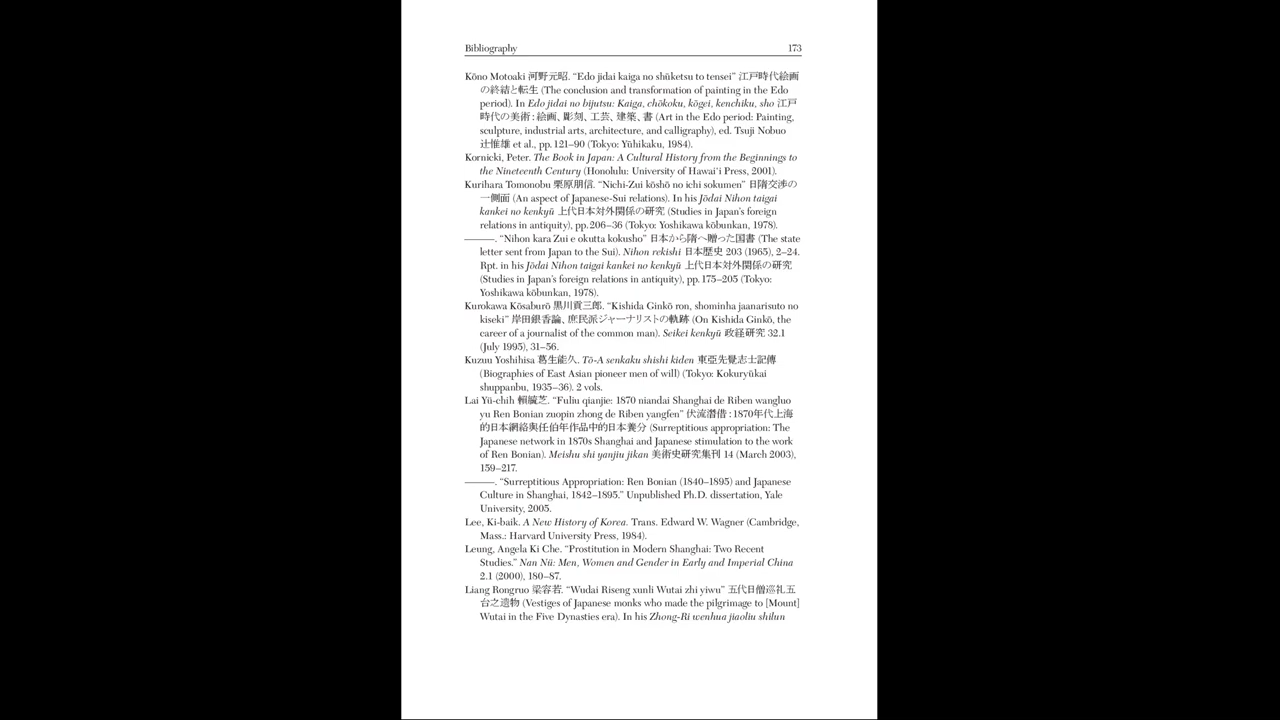 Bibliography 173
Kōno Motoaki 河野元昭. “Edo jidai kaiga no shūketsu to tensei” 江戸時代絵画
の終結と転生 (The conclusion and transformation of painting in the Edo
period). In Edo jidai no bijutsu: Kaiga, chōkoku, kōgei, kenchiku, sho 江戸
時代の美術：絵画、彫刻、工芸、建築、書 (Art in the Edo period: Painting,
sculpture, industrial arts, architecture, and calligraphy), ed. Tsuji Nobuo
辻惟雄 et al., pp. 121–90 (Tokyo: Yūhikaku, 1984).
Kornicki, Peter. The Book in Japan: A Cultural History from the Beginnings to
the Nineteenth Century (Honolulu: University of Hawai‘i Press, 2001).
Kurihara Tomonobu 栗原朋信. “Nichi-Zui kōshō no ichi sokumen” 日隋交渉の
一側面 (An aspect of Japanese-Sui relations). In his Jōdai Nihon taigai
kankei no kenkyū 上代日本対外関係の研究 (Studies in Japan’s foreign
relations in antiquity), pp. 206–36 (Tokyo: Yoshikawa kōbunkan, 1978).
———. “Nihon kara Zui e okutta kokusho” 日本から隋へ贈った国書 (The state
letter sent from Japan to the Sui). Nihon rekishi 日本歴史 203 (1965), 2–24.
Rpt. in his Jōdai Nihon taigai kankei no kenkyū 上代日本対外関係の研究
(Studies in Japan’s foreign relations in antiquity), pp. 175–205 (Tokyo:
Yoshikawa kōbunkan, 1978).
Kurokawa Kōsaburō 黒川貢三郎. “Kishida Ginkō ron, shominha jaanarisuto no
kiseki” 岸田銀香論、庶民派ジャーナリストの軌跡 (On Kishida Ginkō, the
career of a journalist of the common man). Seikei kenkyū 政経研究 32.1
(July 1995), 31–56.
Kuzuu Yoshihisa 葛生能久. Tō-A senkaku shishi kiden 東亞先覺志士記傳
(Biographies of East Asian pioneer men of will) (Tokyo: Kokuryūkai
shuppanbu, 1935–36). 2 vols.
Lai Yü-chih 賴毓芝. “Fuliu qianjie: 1870 niandai Shanghai de Riben wangluo
yu Ren Bonian zuopin zhong de Riben yangfen” 伏流潛借：1870年代上海
的日本網絡與任伯年作品中的日本養分 (Surreptitious appropriation: The
Japanese network in 1870s Shanghai and Japanese stimulation to the work
of Ren Bonian). Meishu shi yanjiu jikan 美術史研究集刊 14 (March 2003),
159–217.
———. “Surreptitious Appropriation: Ren Bonian (1840–1895) and Japanese
Culture in Shanghai, 1842–1895.” Unpublished Ph.D. dissertation, Yale
University, 2005.
Lee, Ki-baik. A New History of Korea. Trans. Edward W. Wagner (Cambridge,
Mass.: Harvard University Press, 1984).
Leung, Angela Ki Che. “Prostitution in Modern Shanghai: Two Recent
Studies.” Nan Nü: Men, Women and Gender in Early and Imperial China
2.1 (2000), 180–87.
Liang Rongruo 梁容若. “Wudai Riseng xunli Wutai zhi yiwu” 五代日僧巡礼五
台之遺物 (Vestiges of Japanese monks who made the pilgrimage to [Mount]
Wutai in the Five Dynasties era). In his Zhong-Ri wenhua jiaoliu shilun